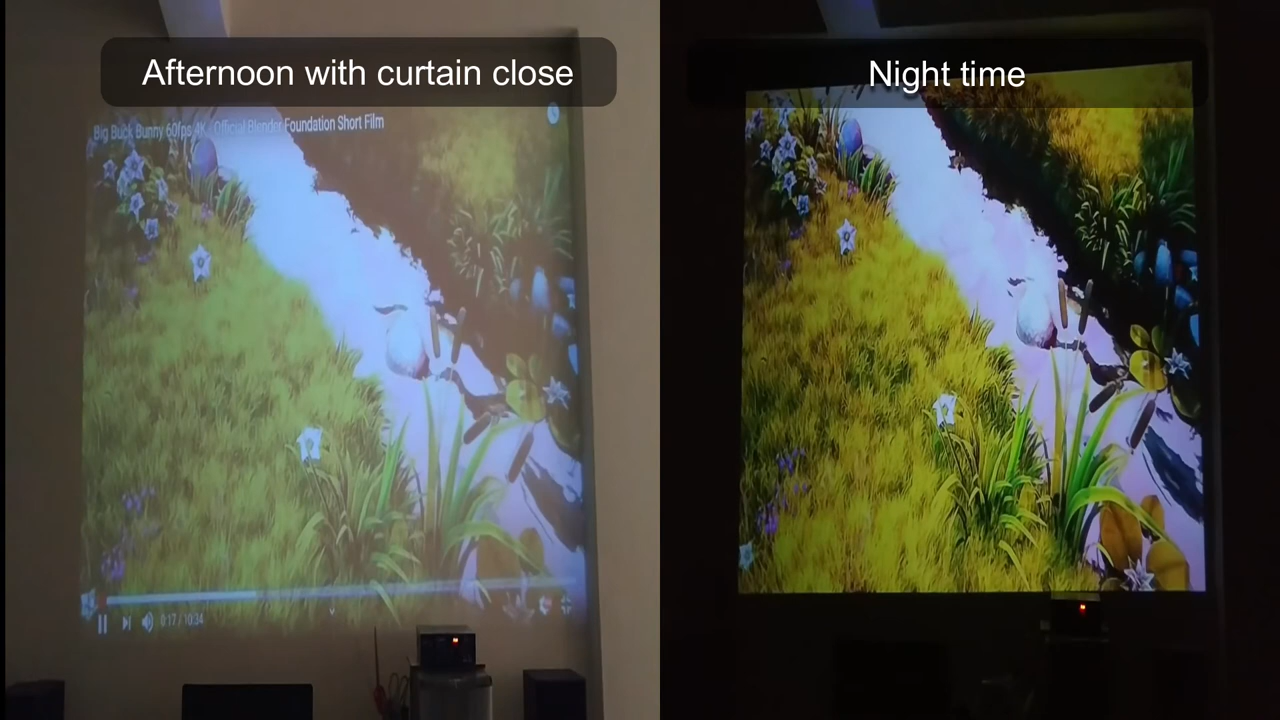 Afternoon with curtain close
Night time
Big Buck Bunny 60fps 4K - Official Blender Foundation Short Film
0:17 / 10:34